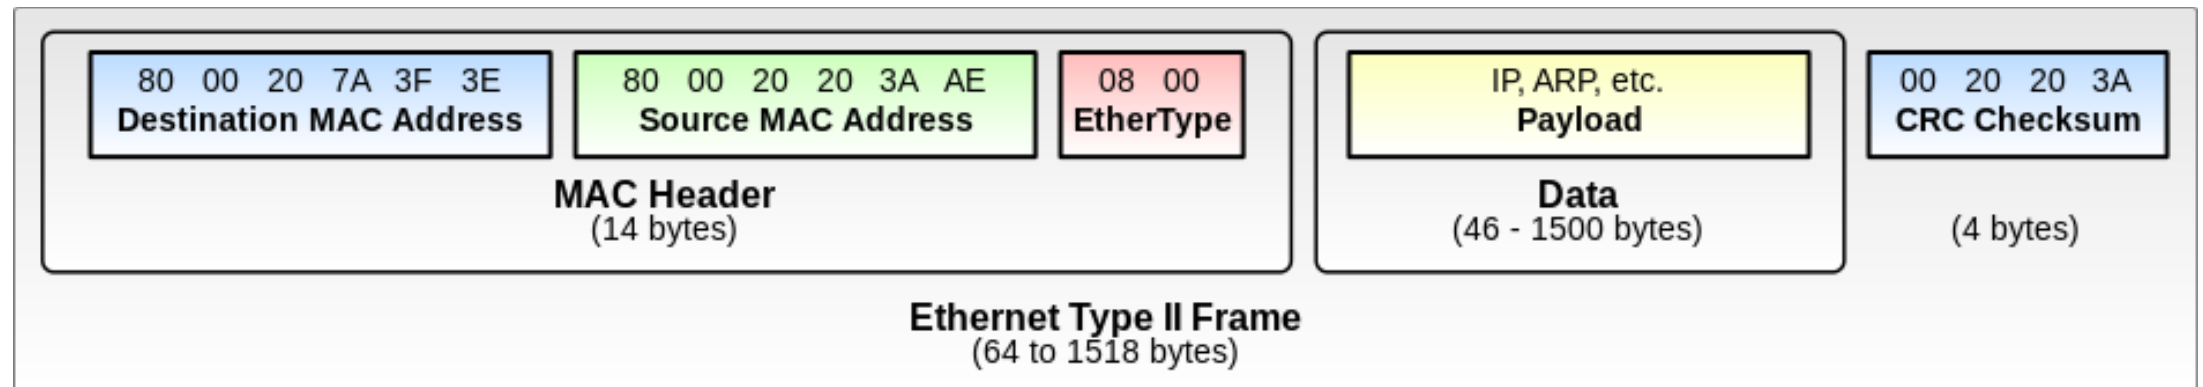 80 00 20 7A 3F 3E
Destination MAC Address
80 00 20 20 3A AE
Source MAC Address
08 00
EtherType
MAC Header
(14 bytes)
IP, ARP, etc.
Payload
Data
(46 - 1500 bytes)
00 20 20 3A
CRC Checksum
(4 bytes)
Ethernet Type II Frame
(64 to 1518 bytes)